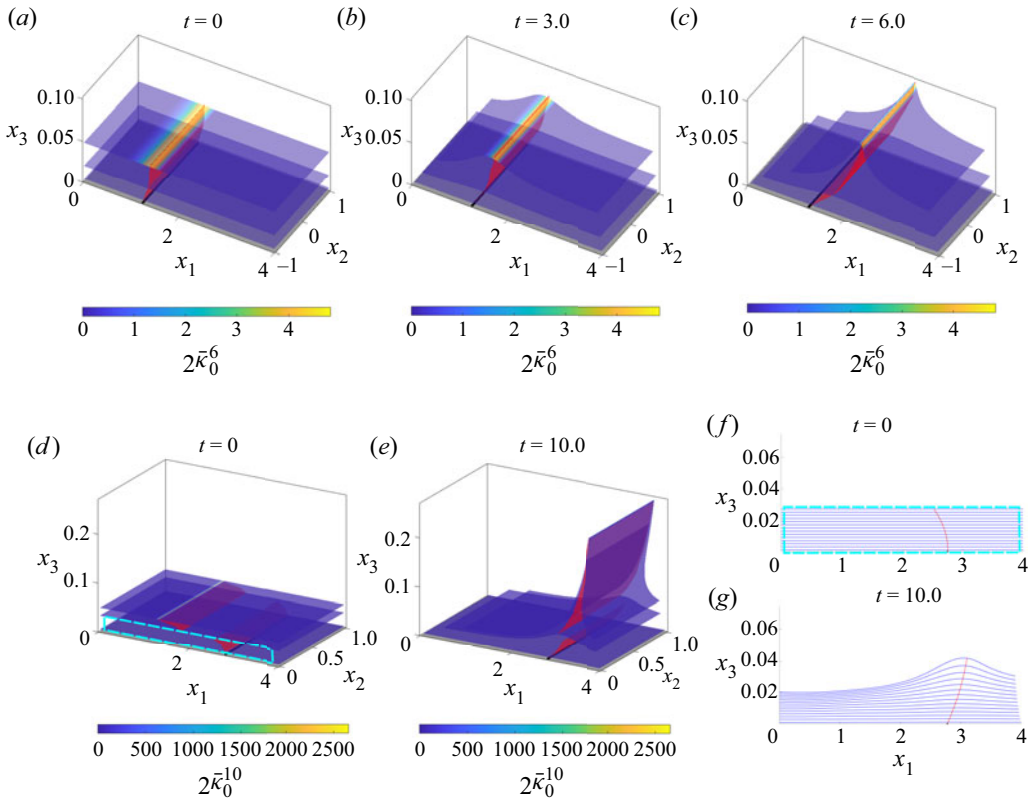 (a) t = 0 (b) t = 3.0 (c) t = 6.0
0.10 0.10 0.10
x3 0.05 x3 0.05 x3 0.05
0 0 0
0 1 0 1 0 1
2 0 2 0 2 0
x1 4 −1 x2 x1 4 −1 x2 x1 4 −1 x2
0 1 2 3 4 0 1 2 3 4 0 1 2 3 4
2κ̄₀⁶ 2κ̄₀⁶ 2κ̄₀⁶
(d) t = 0 (e) t = 10.0 (f) t = 0
0.2 0.2 0.06
x3 0.1 x3 0.1 x3 0.04
0 0 0.02
0 1 2 3 4
2 4 0 0.5 1.0 2 4 0 0.5 1.0
x1 x2 x1 x2
(g) t = 10.0
0.06
x3 0.04
0.02
0 1 2 3 4
x1
0 500 1000 1500 2000 2500 0 500 1000 1500 2000 2500
2κ̄₀¹⁰ 2κ̄₀¹⁰